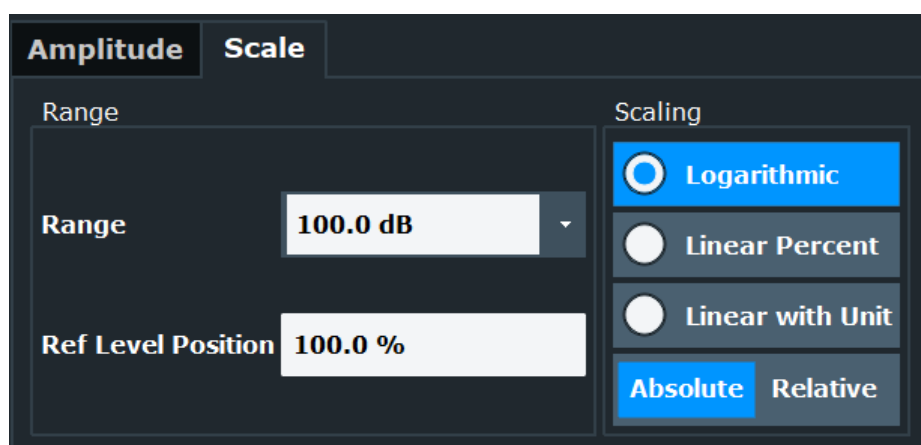 Amplitude Scale
Range
Range 100.0 dB
Ref Level Position 100.0 %
Scaling
Logarithmic
Linear Percent
Linear with Unit
Absolute Relative